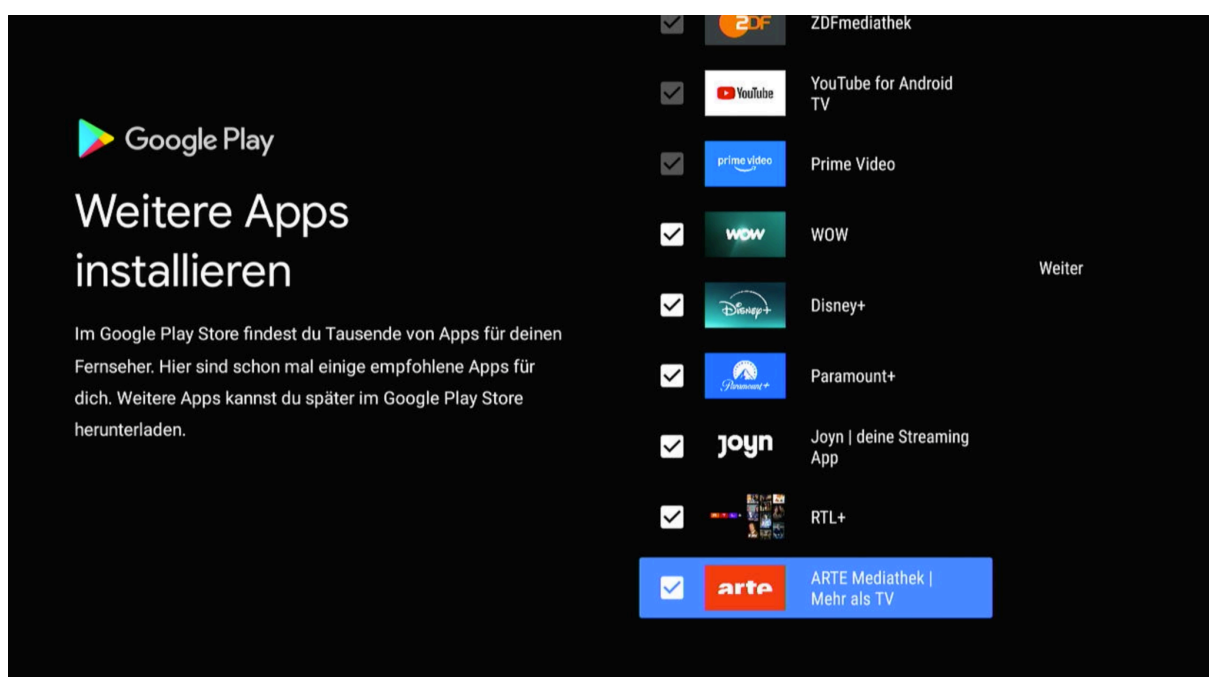 Google Play
Weitere Apps
installieren
Im Google Play Store findest du Tausende von Apps für deinen
Fernseher. Hier sind schon mal einige empfohlene Apps für
dich. Weitere Apps kannst du später im Google Play Store
herunterladen.
ZDF
ZDFmediathek
YouTube
YouTube for Android
TV
prime video
Prime Video
WOW
WOW
Disney+
Disney+
Paramount+
Paramount+
Joyn
Joyn | deine Streaming
App
RTL+
RTL+
arte
ARTE Mediathek |
Mehr als TV
Weiter